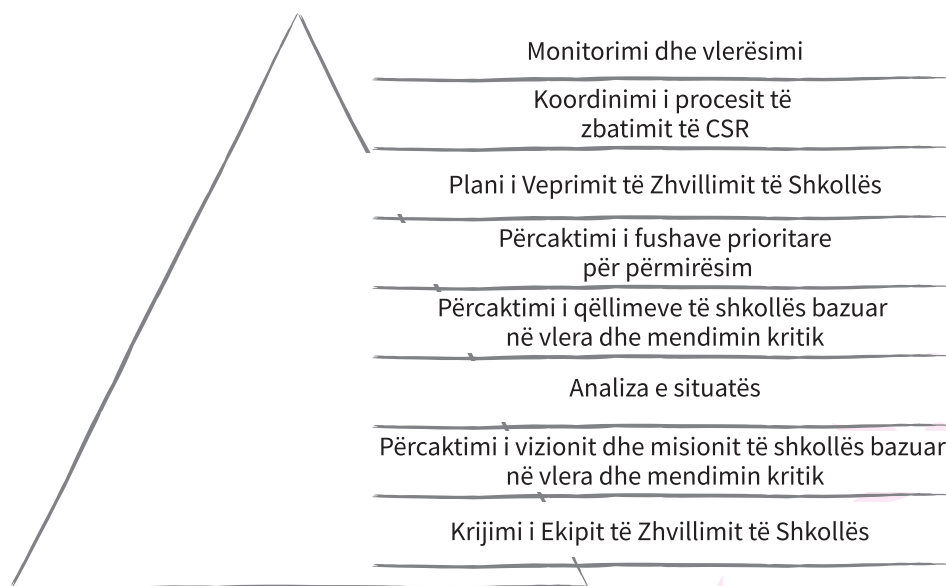 Monitorimi dhe vlerësimi
Koordinimi i procesit të
zbatimit të CSR
Plani i Veprimit të Zhvillimit të Shkollës
Përcaktimi i fushave prioritare
për përmirësim
Përcaktimi i qëllimeve të shkollës bazuar
në vlera dhe mendimin kritik
Analiza e situatës
Përcaktimi i vizionit dhe misionit të shkollës bazuar
në vlera dhe mendimin kritik
Krijimi i Ekipit të Zhvillimit të Shkollës